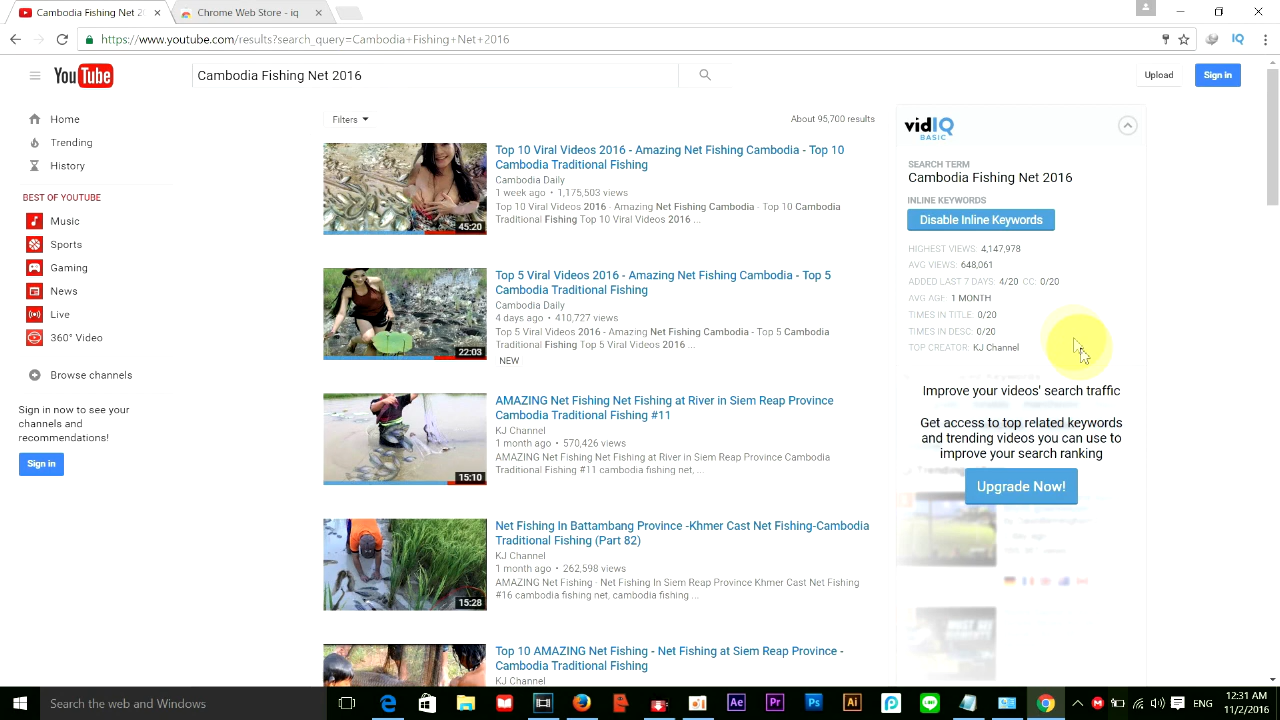 Cambodia Fishing Net 20
Chrome Web Store - iq
https://www.youtube.com/results?search_query=Cambodia+Fishing+Net+2016
IQ
YouTube
Cambodia Fishing Net 2016
Upload
Sign in
Home
Trending
History
BEST OF YOUTUBE
Music
Sports
Gaming
News
Live
360° Video
Browse channels
Sign in now to see your
channels and
recommendations!
Sign in
Filters
About 95,700 results
45:20
Top 10 Viral Videos 2016 - Amazing Net Fishing Cambodia - Top 10
Cambodia Traditional Fishing
Cambodia Daily
1 week ago • 1,175,503 views
Top 10 Viral Videos 2016 - Amazing Net Fishing Cambodia - Top 10 Cambodia
Traditional Fishing Top 10 Viral Videos 2016 ...
22:03
Top 5 Viral Videos 2016 - Amazing Net Fishing Cambodia - Top 5
Cambodia Traditional Fishing
Cambodia Daily
4 days ago • 410,727 views
Top 5 Viral Videos 2016 - Amazing Net Fishing Cambodia - Top 5 Cambodia
Traditional Fishing Top 5 Viral Videos 2016 ...
NEW
15:10
AMAZING Net Fishing Net Fishing at River in Siem Reap Province
Cambodia Traditional Fishing #11
KJ Channel
1 month ago • 570,426 views
AMAZING Net Fishing Net Fishing at River in Siem Reap Province Cambodia
Traditional Fishing #11 cambodia fishing net, ...
15:28
Net Fishing In Battambang Province -Khmer Cast Net Fishing-Cambodia
Traditional Fishing (Part 82)
KJ Channel
1 month ago • 262,598 views
AMAZING Net Fishing - Net Fishing In Siem Reap Province Khmer Cast Net Fishing
#16 cambodia fishing net, cambodia fishing ...
Top 10 AMAZING Net Fishing - Net Fishing at Siem Reap Province -
Cambodia Traditional Fishing
KJ Channel
vidIQ
BASIC
SEARCH TERM
Cambodia Fishing Net 2016
INLINE KEYWORDS
Disable Inline Keywords
HIGHEST VIEWS: 4,147,978
AVG VIEWS: 648,061
ADDED LAST 7 DAYS: 4/20 CC: 0/20
AVG AGE: 1 MONTH
TIMES IN TITLE: 0/20
TIMES IN DESC: 0/20
TOP CREATOR: KJ Channel
Improve your videos' search traffic
Get access to top related keywords
and trending videos you can use to
improve your search ranking
Upgrade Now!
Search the web and Windows
Ae
Pr
Ps
Ai
LINE
ENG
12:31 AM
11/2/2016